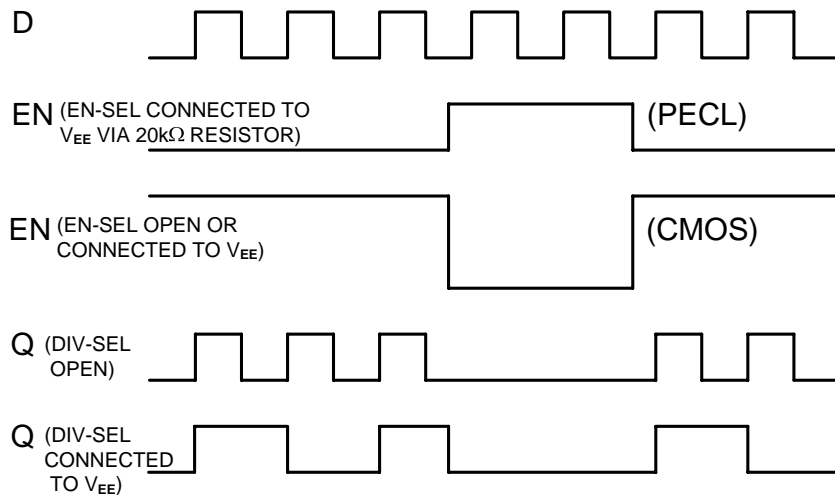 D
EN (EN-SEL CONNECTED TO
VEE VIA 20kΩ RESISTOR)
(PECL)
EN (EN-SEL OPEN OR
CONNECTED TO VEE)
(CMOS)
Q (DIV-SEL
OPEN)
Q (DIV-SEL
CONNECTED
TO VEE)